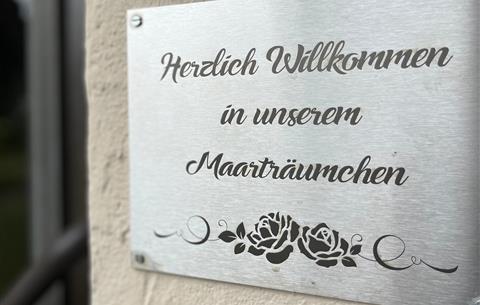 Herzlich Willkommen
in unserem
Maarträumchen